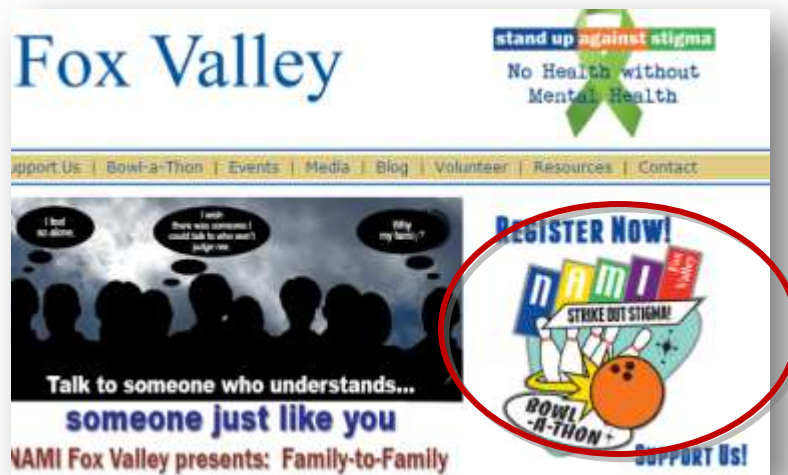 Fox Valley
stand up against stigma
No Health without
Mental Health
upport Us | Bowl-a-Thon | Events | Media | Blog | Volunteer | Resources | Contact
I feel
so alone.
I wish
there was someone I
could talk to who won't
judge me.
Why
my family?
Talk to someone who understands...
someone just like you
NAMI Fox Valley presents: Family-to-Family
REGISTER NOW!
NAMI
STRIKE OUT STIGMA!
BOWL
-A-THON
SUPPORT US!